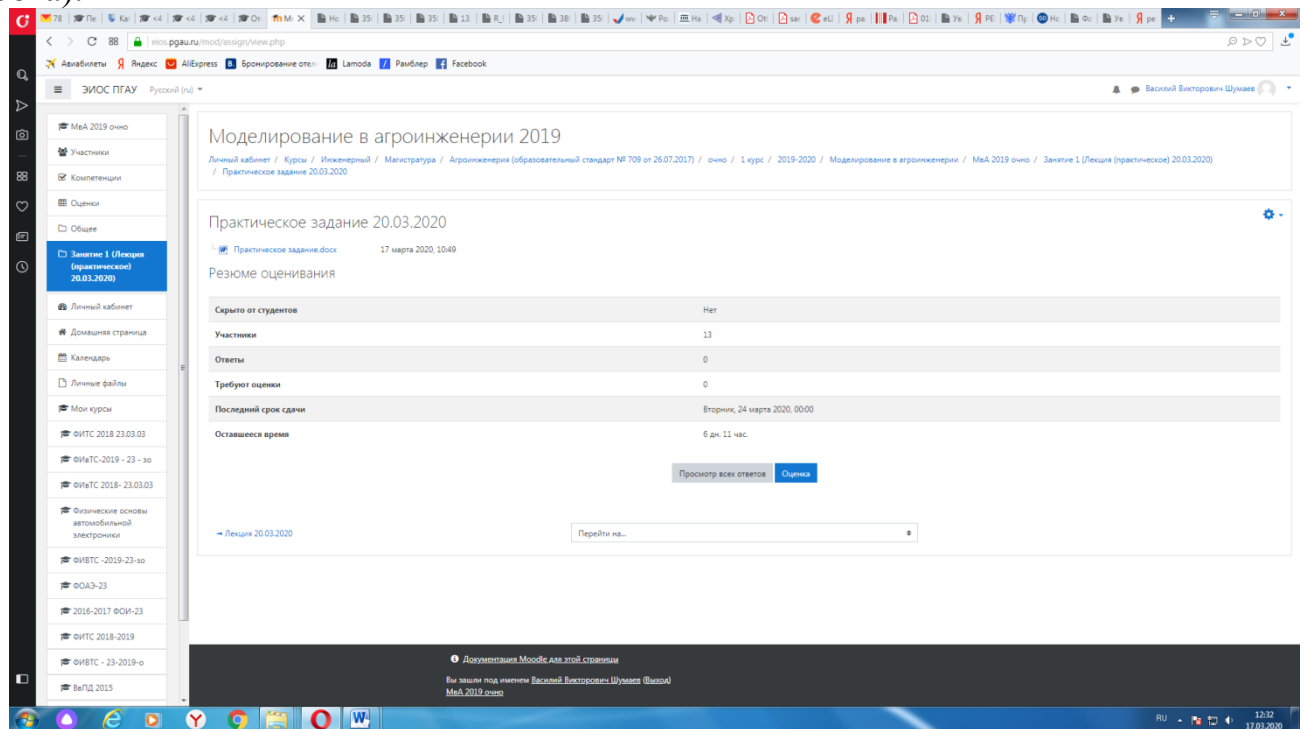 78
eios.pgau.ru/mod/assign/view.php
Авиабилеты Яндекс AliExpress Бронирование отел Lamoda Рамблер Facebook
ЭИОС ПГАУ Русский (ru)
Василий Викторович Шумаев
МвА 2019 очно
Участники
Компетенции
Оценки
Общее
Занятие 1 (Лекция
(практическое)
20.03.2020)
Личный кабинет
Домашняя страница
Календарь
Личные файлы
Мои курсы
ФИТС 2018 23.03.03
ФИвТС-2019 - 23 - зо
ФИвТС 2018- 23.03.03
Физические основы
автомобильной
электроники
ФИВТС -2019-23-зо
ФОАЭ-23
2016-2017 ФОИ-23
ФИТС 2018-2019
ФИВТС - 23-2019-о
ВеПД 2015
Моделирование в агроинженерии 2019
Личный кабинет / Курсы / Инженерный / Магистратура / Агроинженерия (образовательный стандарт № 709 от 26.07.2017) / очно / 1 курс / 2019-2020 / Моделирование в агроинженерии / МвА 2019 очно / Занятие 1 (Лекция (практическое) 20.03.2020)
/ Практическое задание 20.03.2020
Практическое задание 20.03.2020
Практическое задание.docx 17 марта 2020, 10:49
Резюме оценивания
Скрыто от студентов Нет
Участники 13
Ответы 0
Требуют оценки 0
Последний срок сдачи Вторник, 24 марта 2020, 00:00
Оставшееся время 6 дн. 11 час.
Просмотр всех ответов Оценка
→ Лекция 20.03.2020 Перейти на...
Документация Moodle для этой страницы
Вы зашли под именем Василий Викторович Шумаев (Выход)
МвА 2019 очно
RU
12:32
17.03.2020